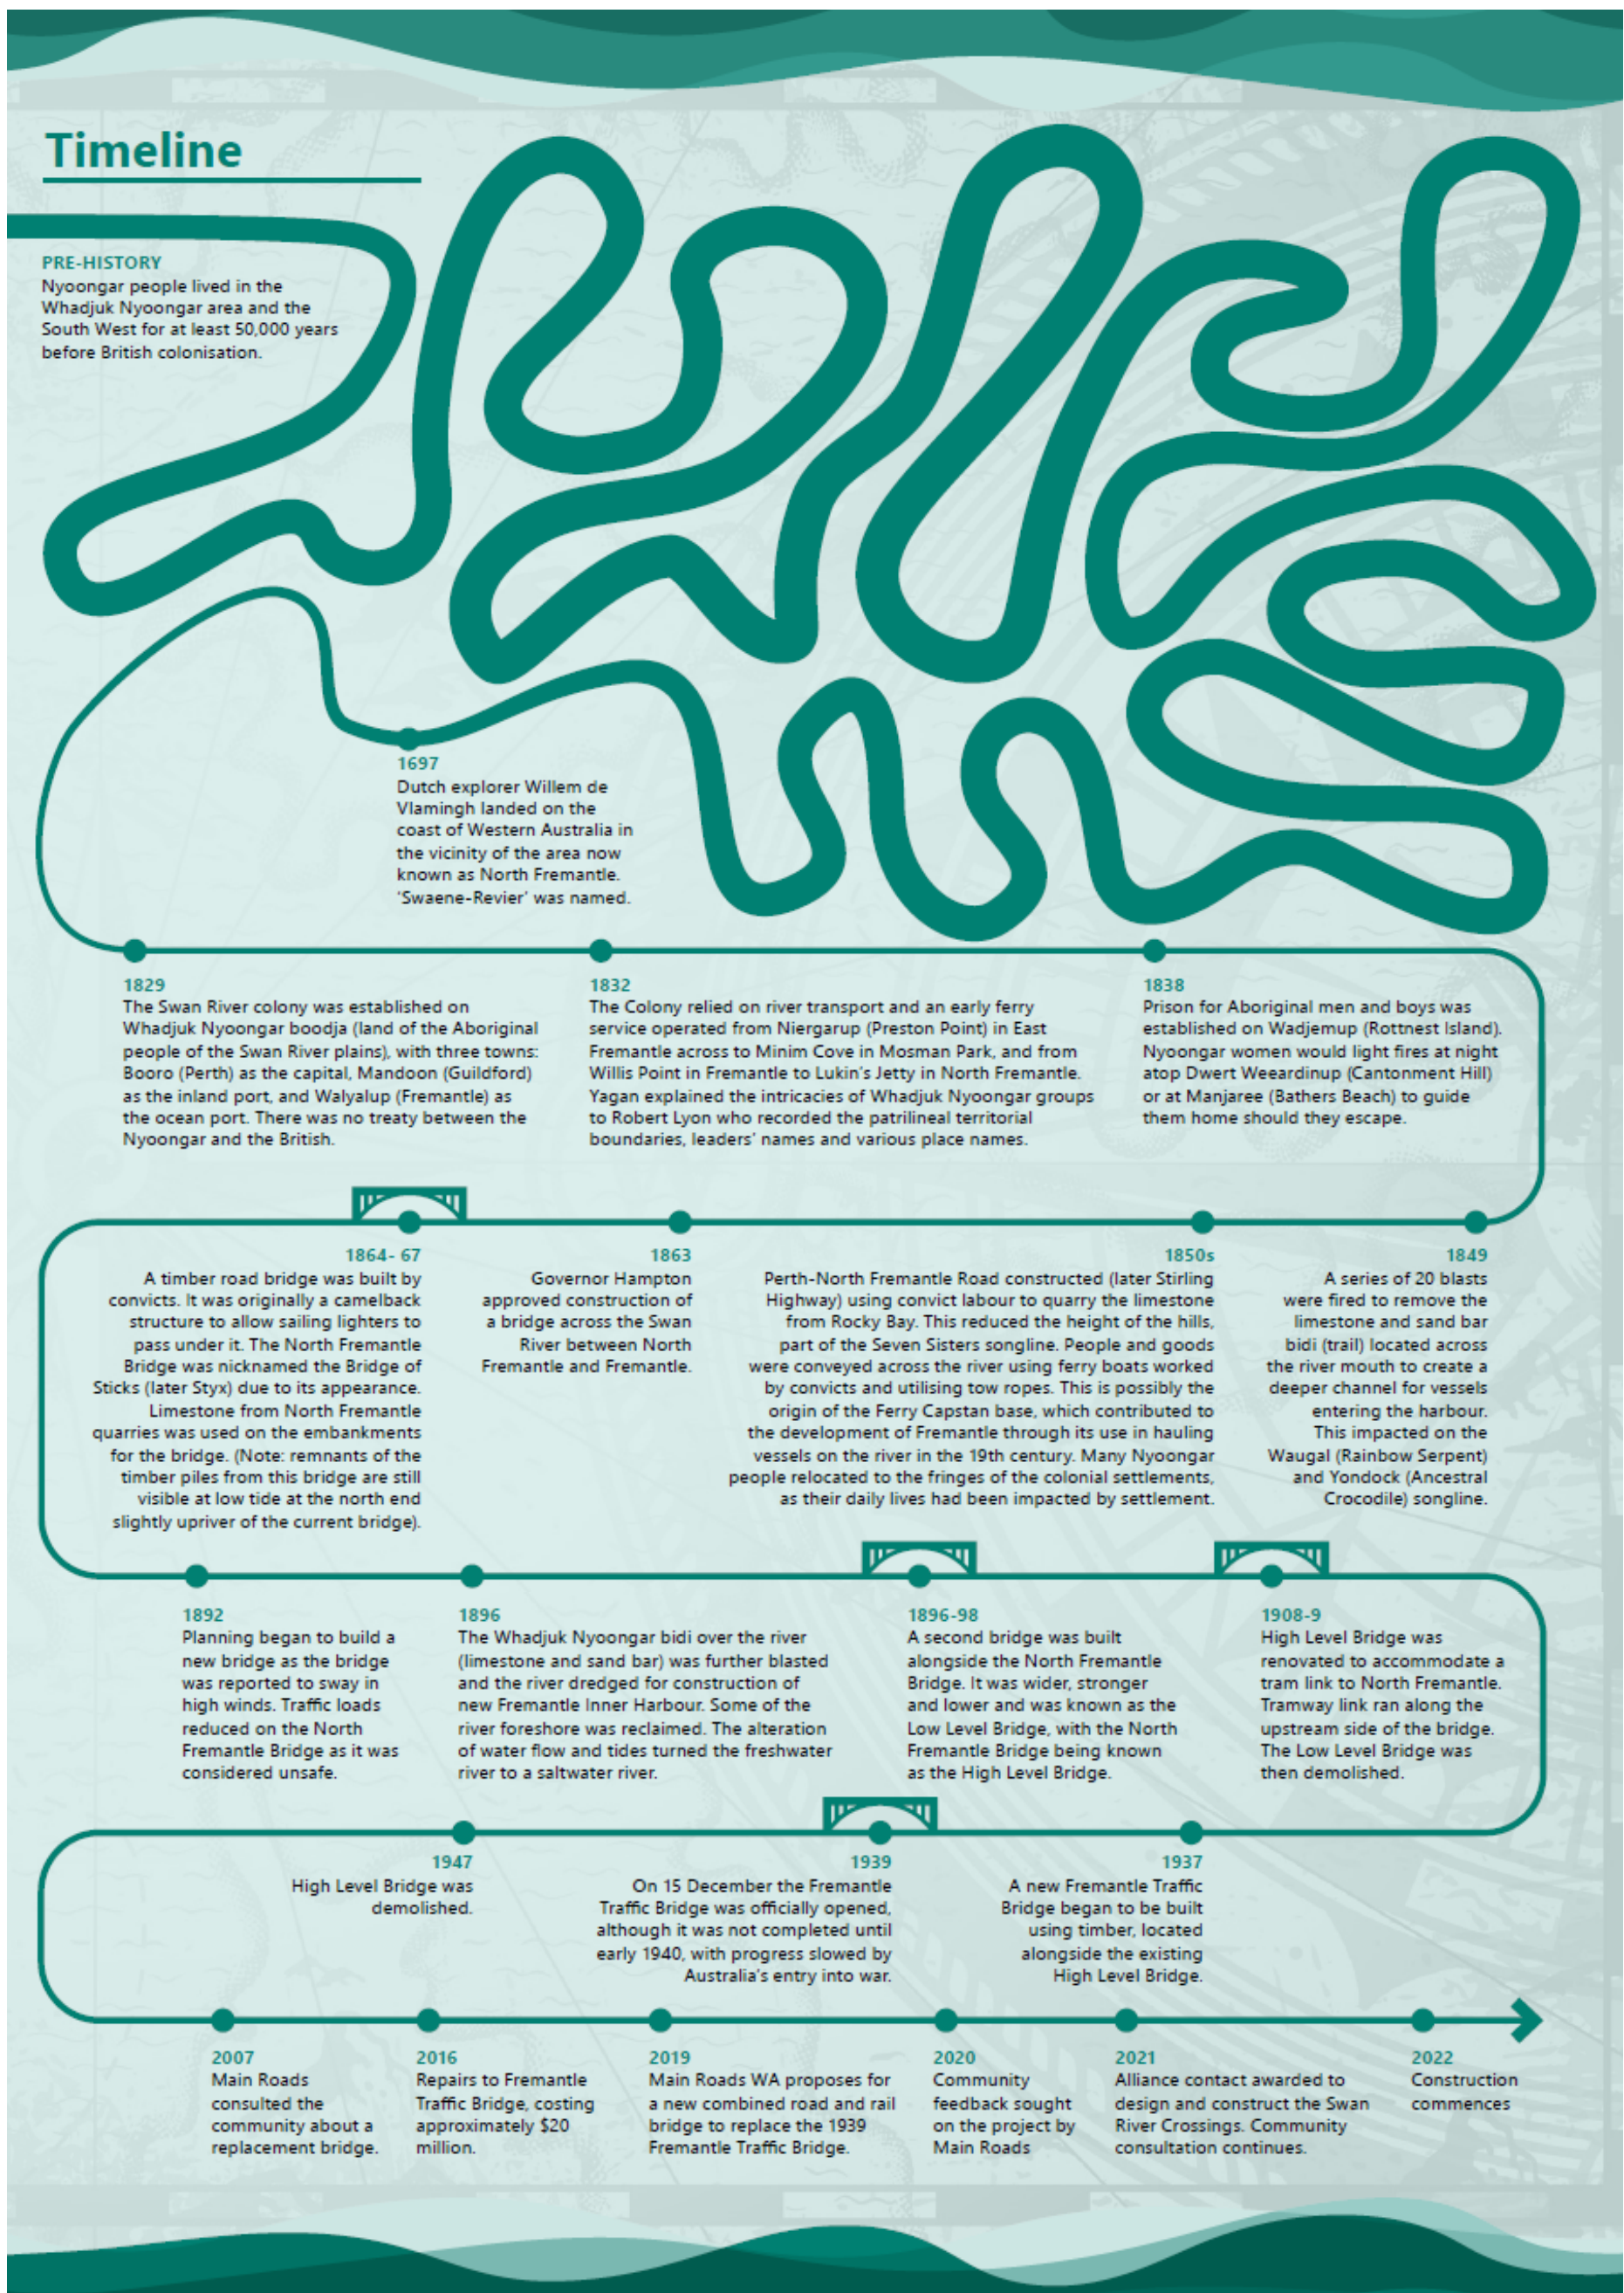 Timeline
PRE-HISTORY
Nyoongar people lived in the
Whadjuk Nyoongar area and the
South West for at least 50,000 years
before British colonisation.
1697
Dutch explorer Willem de
Vlamingh landed on the
coast of Western Australia in
the vicinity of the area now
known as North Fremantle.
‘Swaene-Revier’ was named.
1829
The Swan River colony was established on
Whadjuk Nyoongar boodja (land of the Aboriginal
people of the Swan River plains), with three towns:
Booro (Perth) as the capital, Mandoon (Guildford)
as the inland port, and Walyalup (Fremantle) as
the ocean port. There was no treaty between the
Nyoongar and the British.
1832
The Colony relied on river transport and an early ferry
service operated from Niergarup (Preston Point) in East
Fremantle across to Minim Cove in Mosman Park, and from
Willis Point in Fremantle to Lukin’s Jetty in North Fremantle.
Yagan explained the intricacies of Whadjuk Nyoongar groups
to Robert Lyon who recorded the patrilineal territorial
boundaries, leaders’ names and various place names.
1838
Prison for Aboriginal men and boys was
established on Wadjemup (Rottnest Island).
Nyoongar women would light fires at night
atop Dwert Weeardinup (Cantonment Hill)
or at Manjaree (Bathers Beach) to guide
them home should they escape.
1849
A series of 20 blasts
were fired to remove the
limestone and sand bar
bidi (trail) located across
the river mouth to create a
deeper channel for vessels
entering the harbour.
This impacted on the
Waugal (Rainbow Serpent)
and Yondock (Ancestral
Crocodile) songline.
1850s
Perth-North Fremantle Road constructed (later Stirling
Highway) using convict labour to quarry the limestone
from Rocky Bay. This reduced the height of the hills,
part of the Seven Sisters songline. People and goods
were conveyed across the river using ferry boats worked
by convicts and utilising tow ropes. This is possibly the
origin of the Ferry Capstan base, which contributed to
the development of Fremantle through its use in hauling
vessels on the river in the 19th century. Many Nyoongar
people relocated to the fringes of the colonial settlements,
as their daily lives had been impacted by settlement.
1863
Governor Hampton
approved construction of
a bridge across the Swan
River between North
Fremantle and Fremantle.
1864- 67
A timber road bridge was built by
convicts. It was originally a camelback
structure to allow sailing lighters to
pass under it. The North Fremantle
Bridge was nicknamed the Bridge of
Sticks (later Styx) due to its appearance.
Limestone from North Fremantle
quarries was used on the embankments
for the bridge. (Note: remnants of the
timber piles from this bridge are still
visible at low tide at the north end
slightly upriver of the current bridge).
1892
Planning began to build a
new bridge as the bridge
was reported to sway in
high winds. Traffic loads
reduced on the North
Fremantle Bridge as it was
considered unsafe.
1896
The Whadjuk Nyoongar bidi over the river
(limestone and sand bar) was further blasted
and the river dredged for construction of
new Fremantle Inner Harbour. Some of the
river foreshore was reclaimed. The alteration
of water flow and tides turned the freshwater
river to a saltwater river.
1896-98
A second bridge was built
alongside the North Fremantle
Bridge. It was wider, stronger
and lower and was known as the
Low Level Bridge, with the North
Fremantle Bridge being known
as the High Level Bridge.
1908-9
High Level Bridge was
renovated to accommodate a
tram link to North Fremantle.
Tramway link ran along the
upstream side of the bridge.
The Low Level Bridge was
then demolished.
1937
A new Fremantle Traffic
Bridge began to be built
using timber, located
alongside the existing
High Level Bridge.
1939
On 15 December the Fremantle
Traffic Bridge was officially opened,
although it was not completed until
early 1940, with progress slowed by
Australia’s entry into war.
1947
High Level Bridge was
demolished.
2007
Main Roads
consulted the
community about a
replacement bridge.
2016
Repairs to Fremantle
Traffic Bridge, costing
approximately $20
million.
2019
Main Roads WA proposes for
a new combined road and rail
bridge to replace the 1939
Fremantle Traffic Bridge.
2020
Community
feedback sought
on the project by
Main Roads
2021
Alliance contact awarded to
design and construct the Swan
River Crossings. Community
consultation continues.
2022
Construction
commences